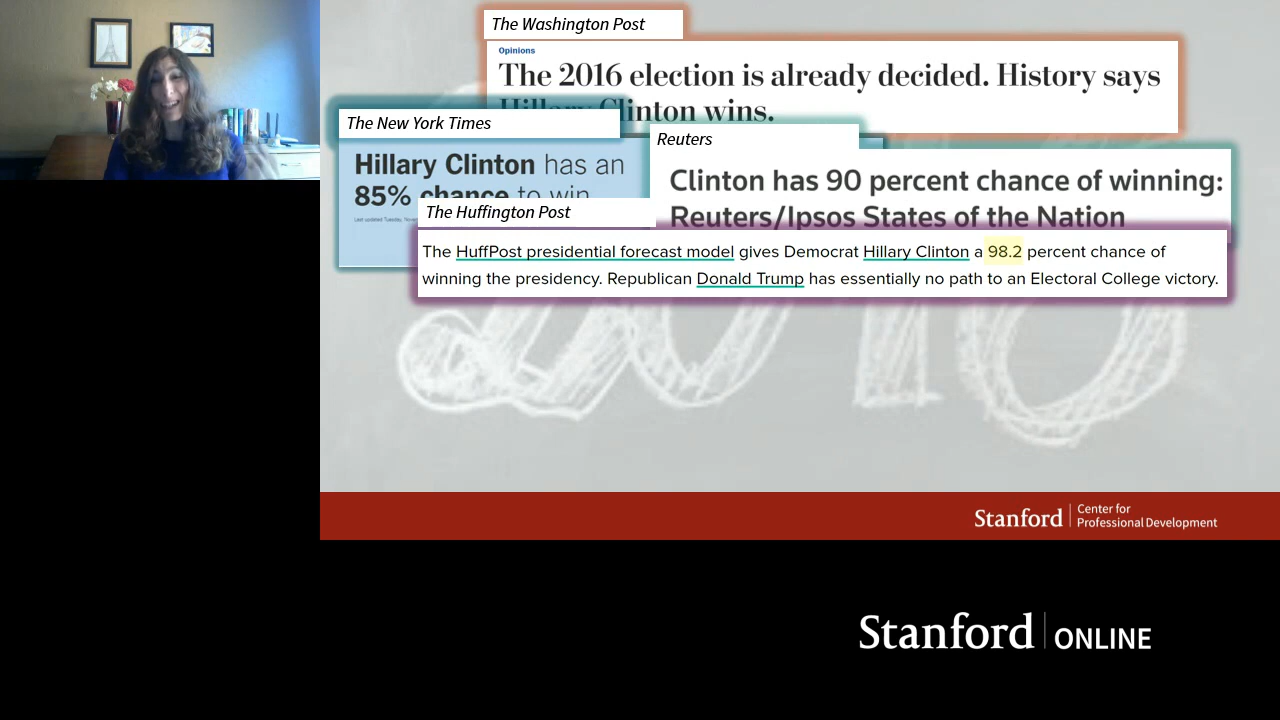 The Washington Post
Opinions
The 2016 election is already decided. History says
Hillary Clinton wins.
The New York Times
Hillary Clinton has an
85% chance to win
Reuters
Clinton has 90 percent chance of winning:
Reuters/Ipsos States of the Nation
The Huffington Post
The HuffPost presidential forecast model gives Democrat Hillary Clinton a 98.2 percent chance of
winning the presidency. Republican Donald Trump has essentially no path to an Electoral College victory.
2016
Stanford
Center for
Professional Development
Stanford ONLINE